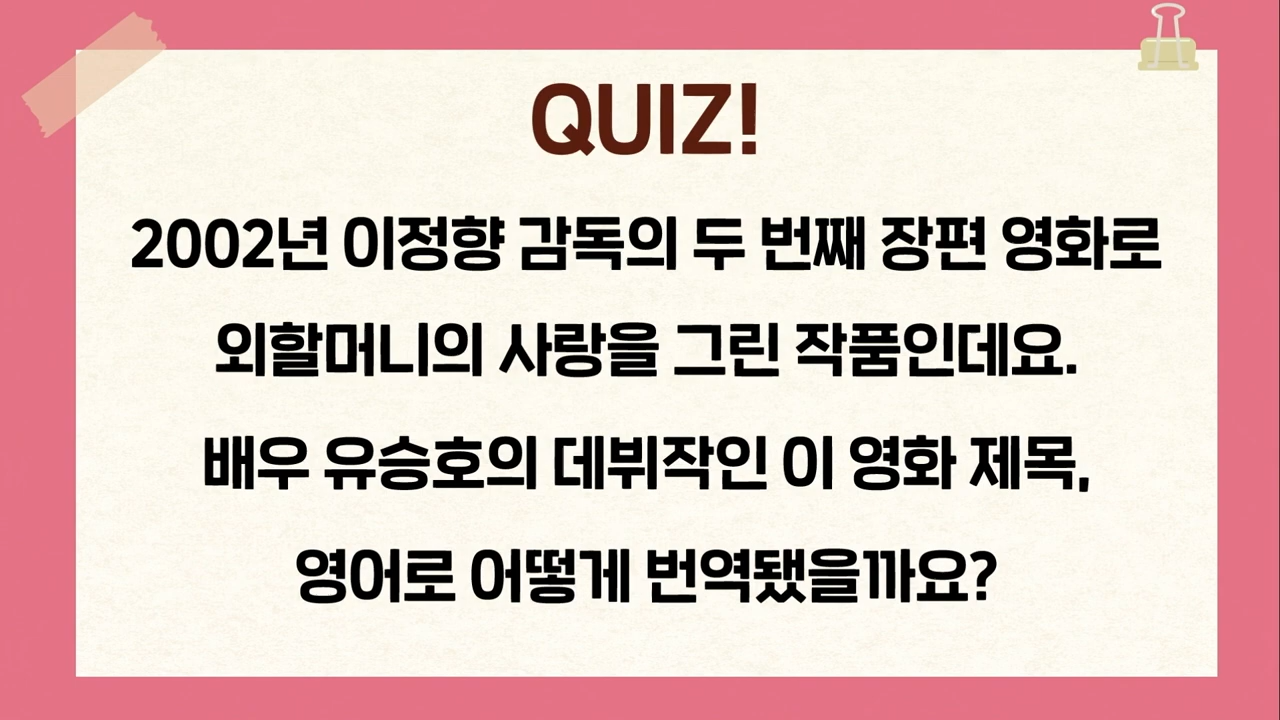 QUIZ!
2002년 이정향 감독의 두 번째 장편 영화로
외할머니의 사랑을 그린 작품인데요.
배우 유승호의 데뷔작인 이 영화 제목,
영어로 어떻게 번역됐을까요?